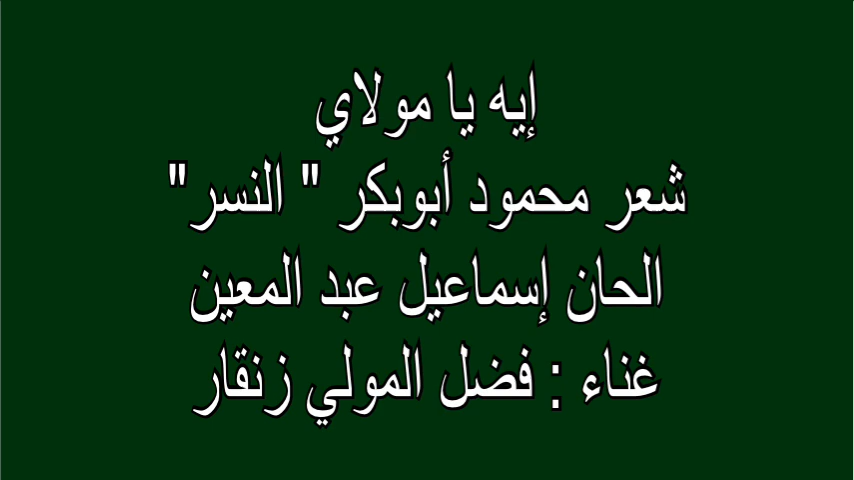 إيه يا مولاي
شعر محمود أبوبكر " النسر"
الحان إسماعيل عبد المعين
غناء : فضل المولي زنقار